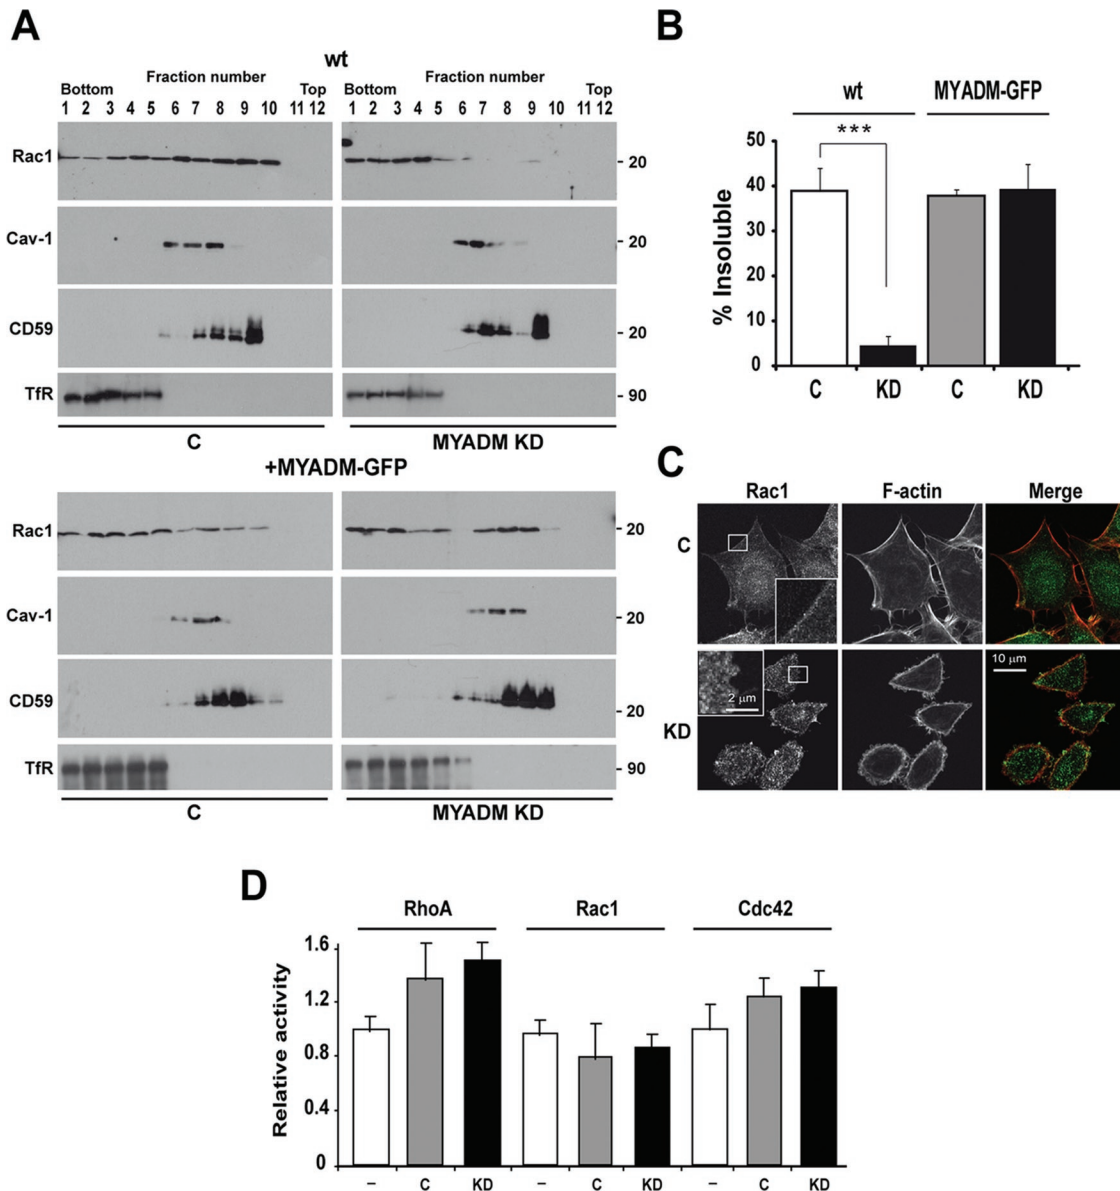 A
wt
Fraction number
Fraction number
Bottom
Top
Bottom
Top
1 2 3 4 5 6 7 8 9 10 11 12
1 2 3 4 5 6 7 8 9 10 11 12
Rac1
- 20
Cav-1
- 20
CD59
- 20
TfR
- 90
C
MYADM KD
+MYADM-GFP
Rac1
- 20
Cav-1
- 20
CD59
- 20
TfR
- 90
C
MYADM KD
B
wt
MYADM-GFP
***
50
40
30
20
10
0
% Insoluble
C KD C KD
C
Rac1 F-actin Merge
C
KD
2 μm
10 μm
D
RhoA Rac1 Cdc42
1.6
1.2
0.8
0.4
0
Relative activity
– C KD – C KD – C KD